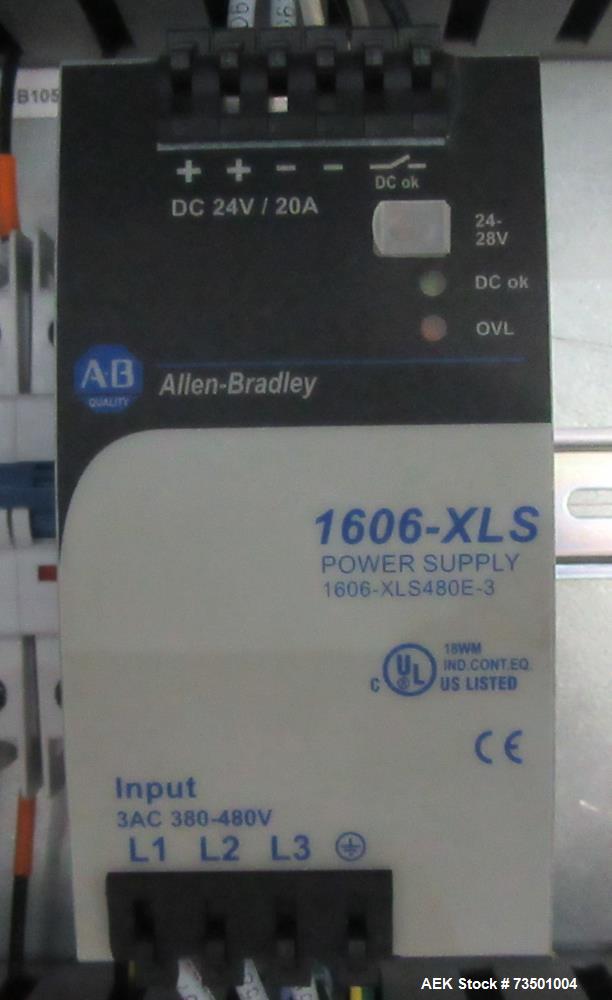 B105
+ + - -
DC ok
DC 24V / 20A
24-
28V
DC ok
OVL
A·B
QUALITY
Allen-Bradley
1606-XLS
POWER SUPPLY
1606-XLS480E-3
C UL ®
18WM
IND.CONT.EQ.
US LISTED
CE
Input
3AC 380-480V
L1 L2 L3
AEK Stock # 73501004